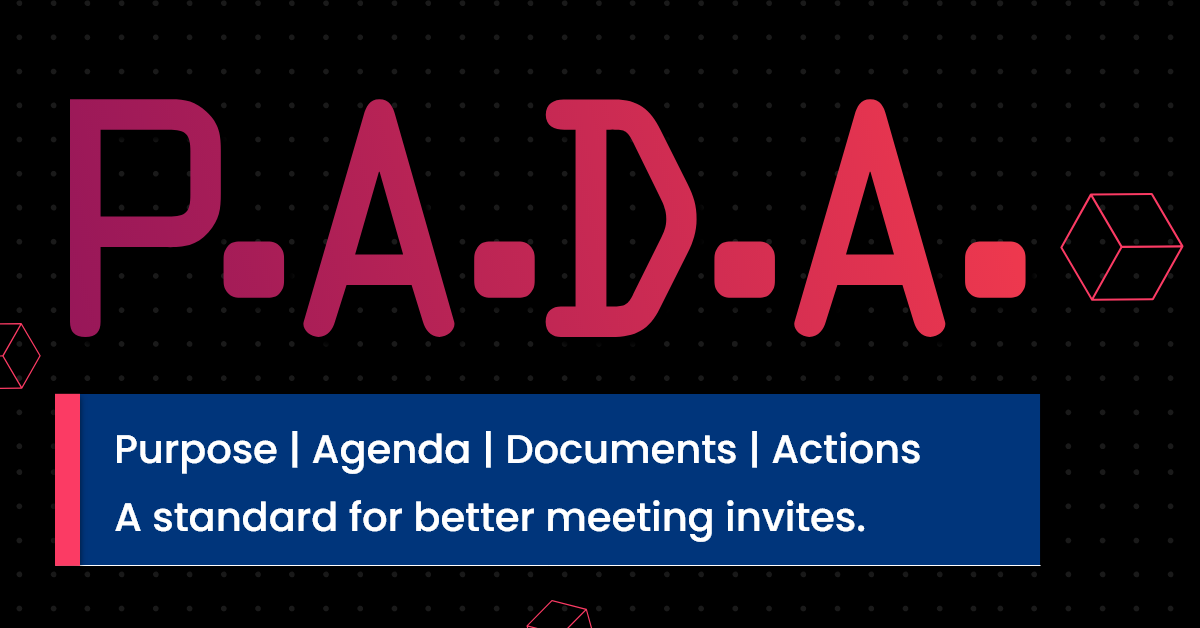 P.A.D.A.
Purpose | Agenda | Documents | Actions
A standard for better meeting invites.